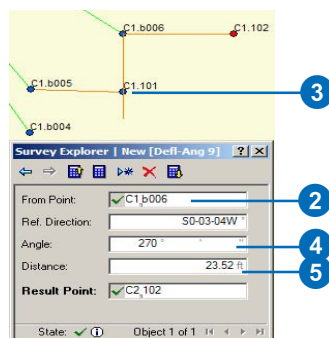 C1.b006
C1.102
C1.b005
C1.101
3
C1.b004
Survey Explorer | New [Defl-Ang 9]
From Point: C1,b006
2
Ref. Direction: S0-03-04W °
Angle: 270 ° ' "
4
Distance: 23.52 ft
5
Result Point: C2,102
State: Object 1 of 1